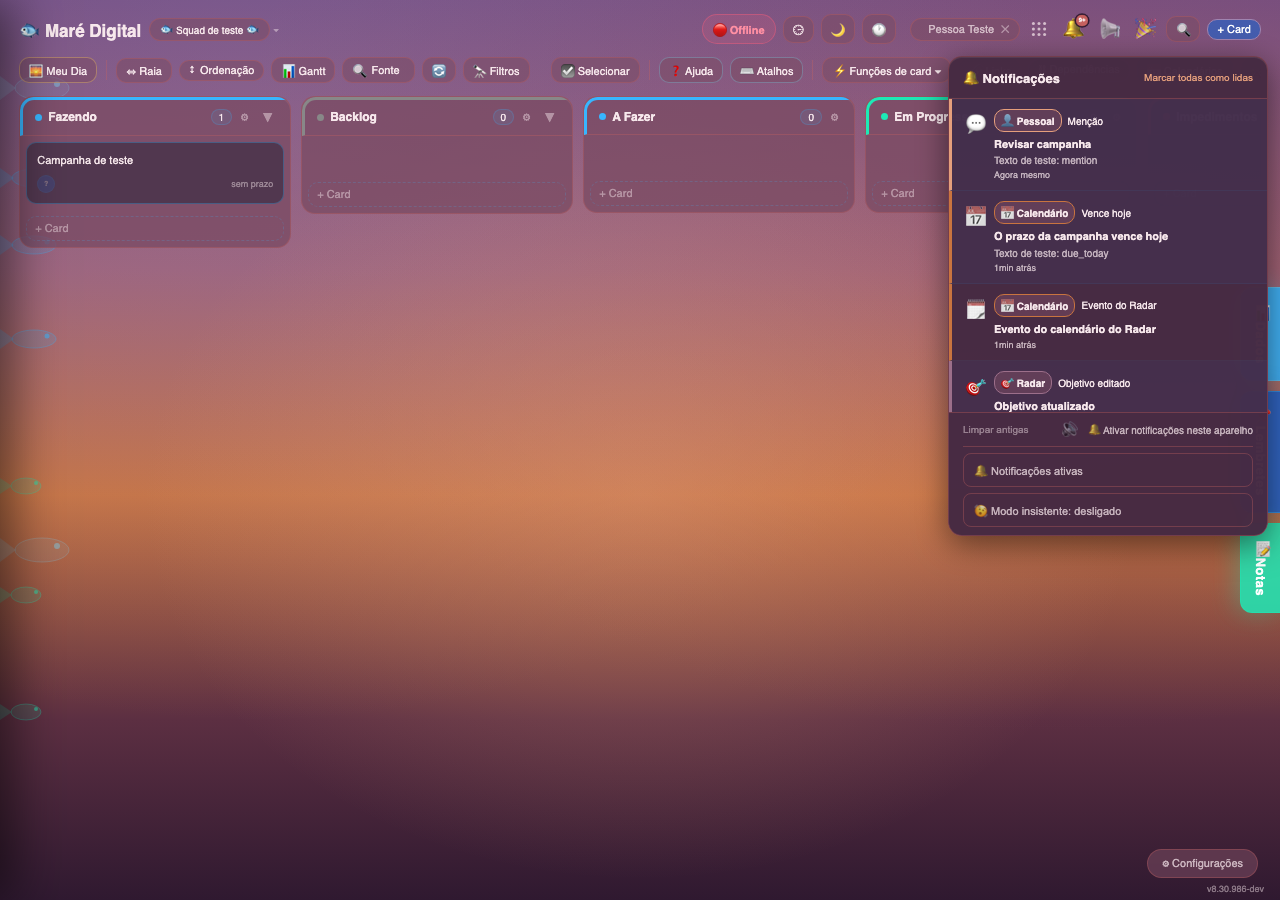 Maré Digital
Squad de teste
Offline
Pessoa Teste ✕
9+
+ Card
Meu Dia
Raia
Ordenação
Gantt
Fonte
Filtros
Selecionar
Ajuda
Atalhos
Funções de card
Fazendo 1
Campanha de teste
?
sem prazo
+ Card
Backlog 0
+ Card
A Fazer 0
+ Card
Em Progr
+ Card
Notificações
Marcar todas como lidas
Pessoal Menção
Revisar campanha
Texto de teste: mention
Agora mesmo
17 Calendário Vence hoje
O prazo da campanha vence hoje
Texto de teste: due_today
1min atrás
Calendário Evento do Radar
Evento do calendário do Radar
1min atrás
Radar Objetivo editado
Objetivo atualizado
Limpar antigas
Ativar notificações neste aparelho
Notificações ativas
Modo insistente: desligado
Notas
Configurações
v8.30.986-dev